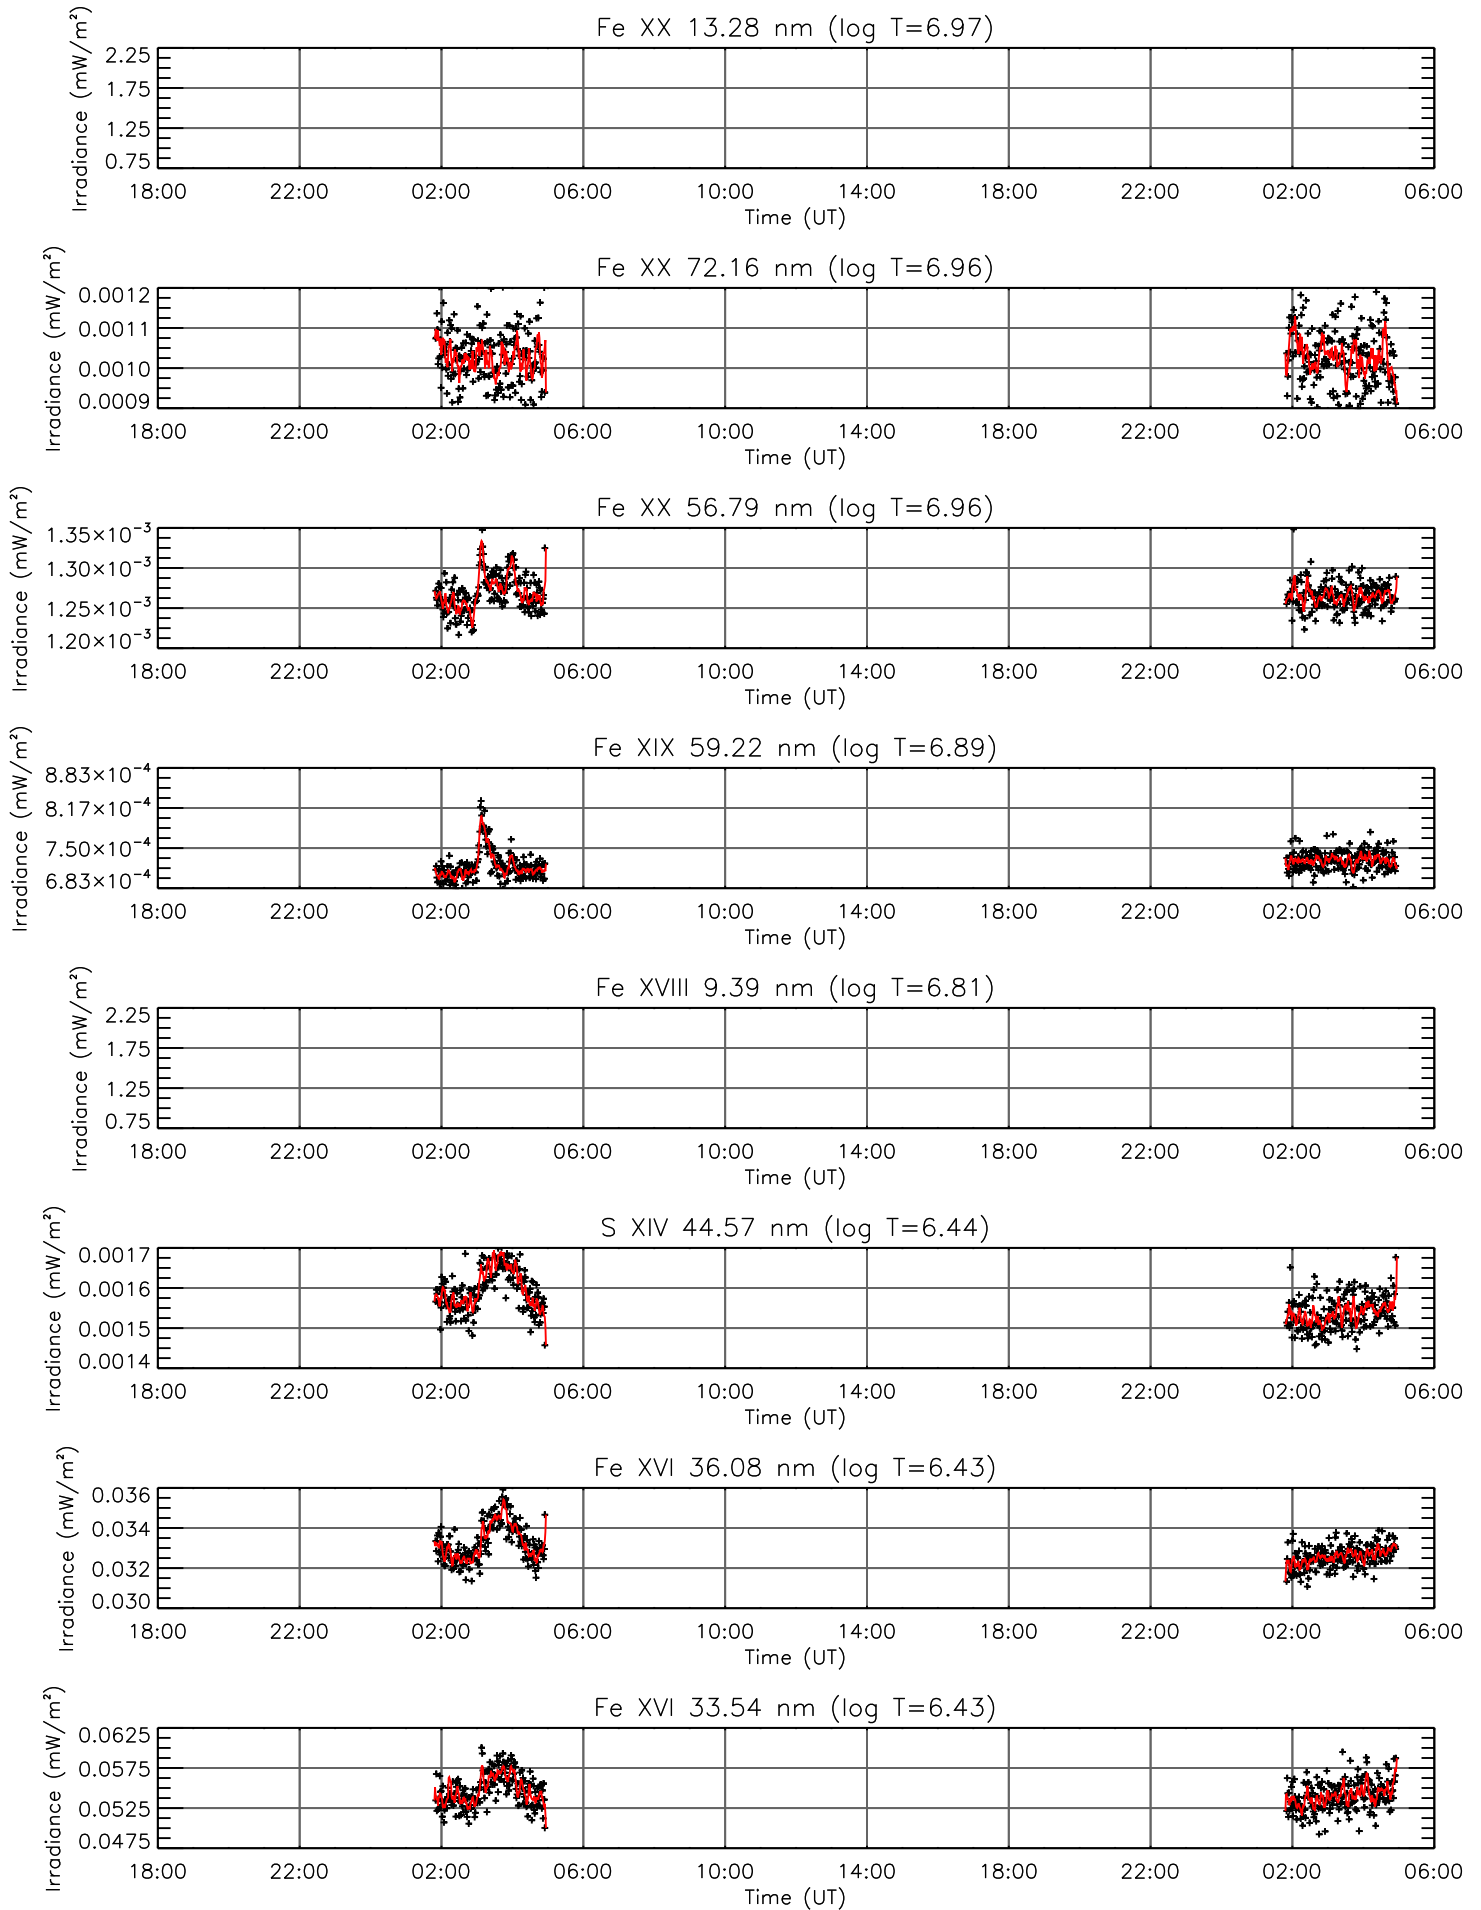 Fe XX 13.28 nm (log T=6.97)
Irradiance (mW/m²)
2.25
1.75
1.25
0.75
18:00 22:00 02:00 06:00 10:00 14:00 18:00 22:00 02:00 06:00
Time (UT)
Fe XX 72.16 nm (log T=6.96)
Irradiance (mW/m²)
0.0012
0.0011
0.0010
0.0009
18:00 22:00 02:00 06:00 10:00 14:00 18:00 22:00 02:00 06:00
Time (UT)
Fe XX 56.79 nm (log T=6.96)
Irradiance (mW/m²)
1.35×10⁻³
1.30×10⁻³
1.25×10⁻³
1.20×10⁻³
18:00 22:00 02:00 06:00 10:00 14:00 18:00 22:00 02:00 06:00
Time (UT)
Fe XIX 59.22 nm (log T=6.89)
Irradiance (mW/m²)
8.83×10⁻⁴
8.17×10⁻⁴
7.50×10⁻⁴
6.83×10⁻⁴
18:00 22:00 02:00 06:00 10:00 14:00 18:00 22:00 02:00 06:00
Time (UT)
Fe XVIII 9.39 nm (log T=6.81)
Irradiance (mW/m²)
2.25
1.75
1.25
0.75
18:00 22:00 02:00 06:00 10:00 14:00 18:00 22:00 02:00 06:00
Time (UT)
S XIV 44.57 nm (log T=6.44)
Irradiance (mW/m²)
0.0017
0.0016
0.0015
0.0014
18:00 22:00 02:00 06:00 10:00 14:00 18:00 22:00 02:00 06:00
Time (UT)
Fe XVI 36.08 nm (log T=6.43)
Irradiance (mW/m²)
0.036
0.034
0.032
0.030
18:00 22:00 02:00 06:00 10:00 14:00 18:00 22:00 02:00 06:00
Time (UT)
Fe XVI 33.54 nm (log T=6.43)
Irradiance (mW/m²)
0.0625
0.0575
0.0525
0.0475
18:00 22:00 02:00 06:00 10:00 14:00 18:00 22:00 02:00 06:00
Time (UT)